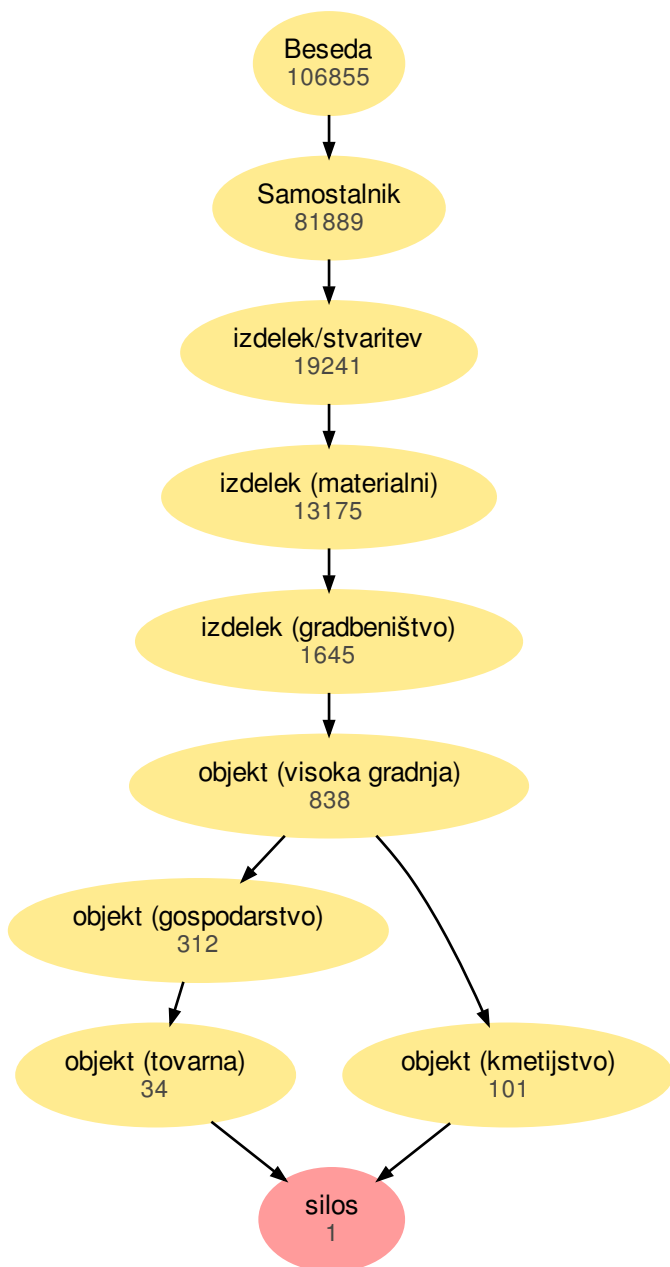 Beseda
106855
Samostalnik
81889
izdelek/stvaritev
19241
izdelek (materialni)
13175
izdelek (gradbeništvo)
1645
objekt (visoka gradnja)
838
objekt (gospodarstvo)
312
objekt (tovarna)
34
objekt (kmetijstvo)
101
silos
1